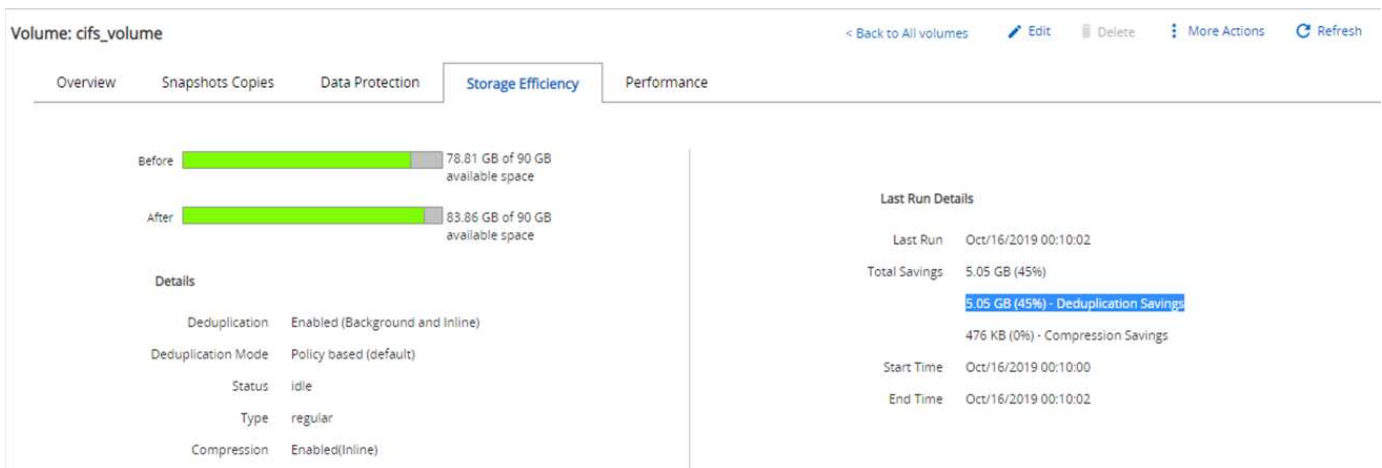 Volume: cifs_volume
< Back to All volumes Edit Delete More Actions Refresh
Overview Snapshots Copies Data Protection Storage Efficiency Performance
Before 78.81 GB of 90 GB
available space
After 83.86 GB of 90 GB
available space
Details
Deduplication Enabled (Background and Inline)
Deduplication Mode Policy based (default)
Status idle
Type regular
Compression Enabled(Inline)
Last Run Details
Last Run Oct/16/2019 00:10:02
Total Savings 5.05 GB (45%)
5.05 GB (45%) - Deduplication Savings
476 KB (0%) - Compression Savings
Start Time Oct/16/2019 00:10:00
End Time Oct/16/2019 00:10:02